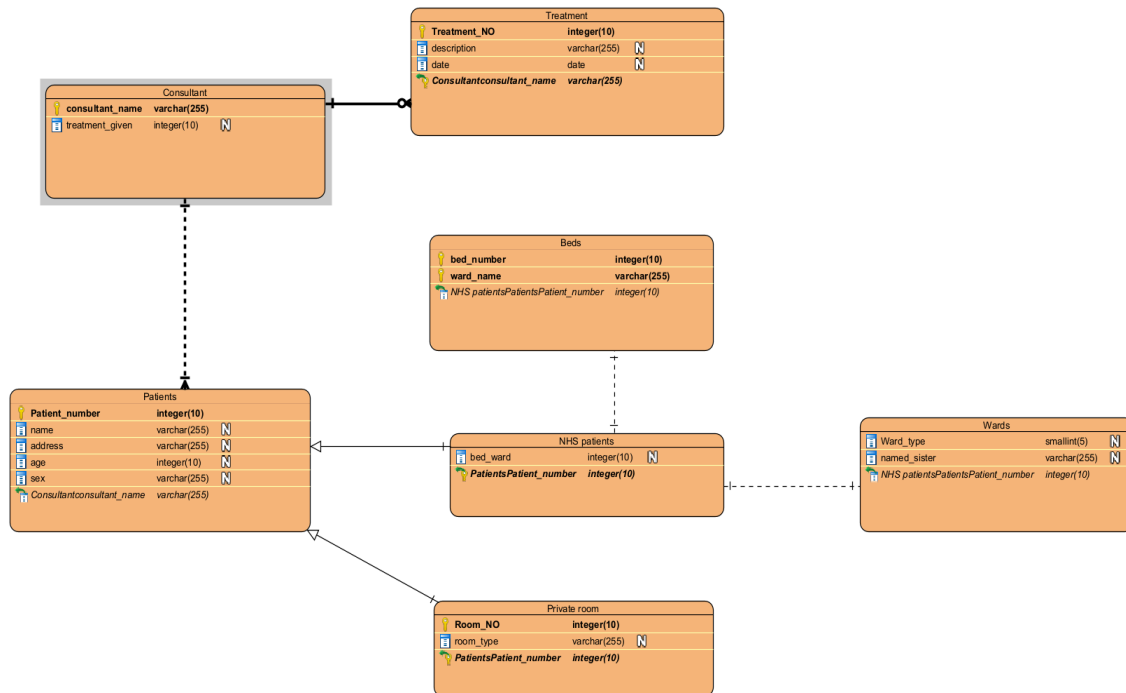 Treatment
Treatment_NO integer(10)
description varchar(255) N
date date N
Consultantconsultant_name varchar(255)
Consultant
consultant_name varchar(255)
treatment_given integer(10) N
Beds
bed_number integer(10)
ward_name varchar(255)
NHS patientsPatientsPatient_number integer(10)
Patients
Patient_number integer(10)
name varchar(255) N
address varchar(255) N
age integer(10) N
sex varchar(255) N
Consultantconsultant_name varchar(255)
NHS patients
bed_ward integer(10) N
PatientsPatient_number integer(10)
Wards
Ward_type smallint(5) N
named_sister varchar(255) N
NHS patientsPatientsPatient_number integer(10)
Private room
Room_NO integer(10)
room_type varchar(255) N
PatientsPatient_number integer(10)